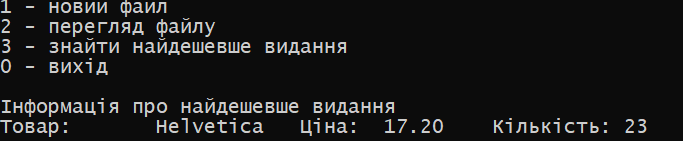 1 – новий файл
2 – перегляд файлу
3 – знайти найдешевше видання
0 – вихід
Інформація про найдешевше видання
Товар: Helvetica Ціна: 17.20 Кількість: 23